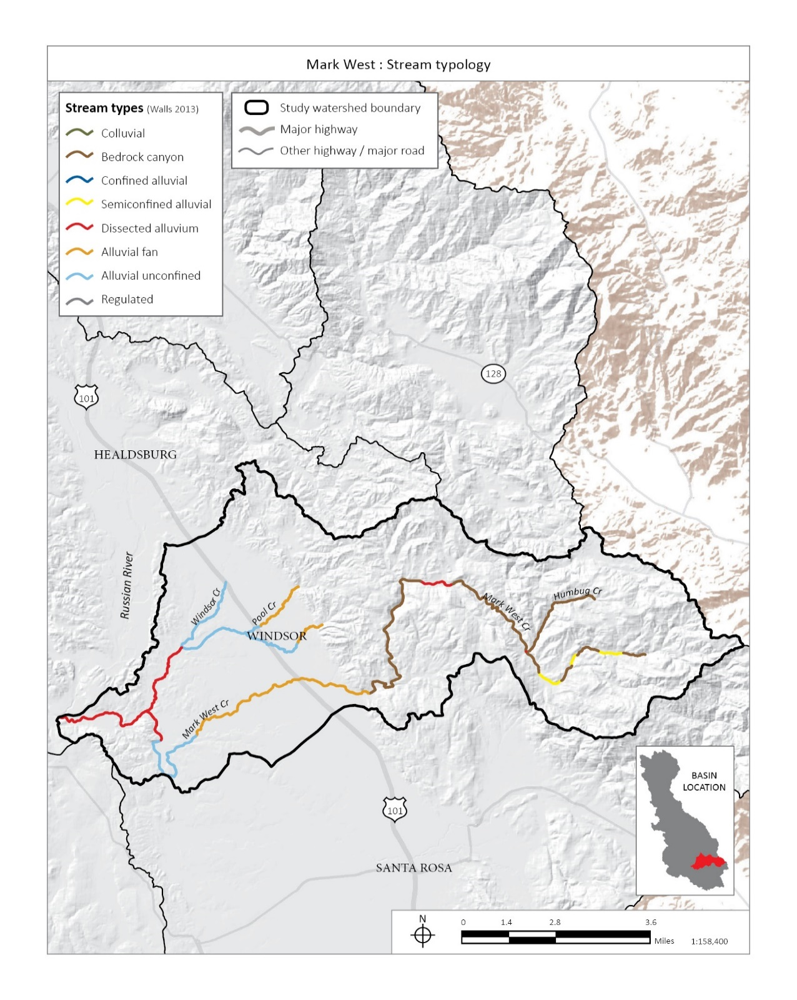 Mark West : Stream typology
Stream types (Walls 2013)
Colluvial
Bedrock canyon
Confined alluvial
Semiconfined alluvial
Dissected alluvium
Alluvial fan
Alluvial unconfined
Regulated
Study watershed boundary
Major highway
Other highway / major road
128
101
HEALDSBURG
Russian River
Windsor Cr
Pool Cr
WINDSOR
Mark West Cr
Humbug Cr
Mark West Cr
101
SANTA ROSA
BASIN
LOCATION
N
0 1.4 2.8 3.6
Miles 1:158,400